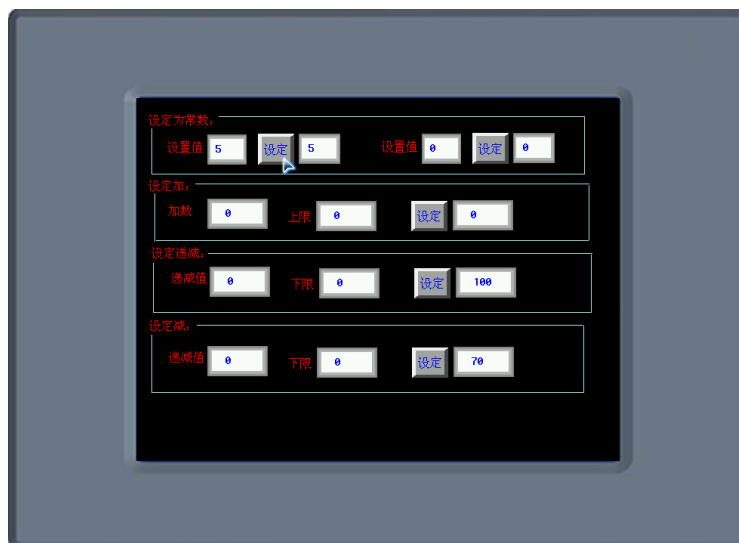 设定为常数:
设置值 5 设定 5 设置值 0 设定 0
设定加:
加数 0 上限 0 设定 0
设定递减:
递减值 0 下限 0 设定 100
设定减:
递减值 0 下限 0 设定 70